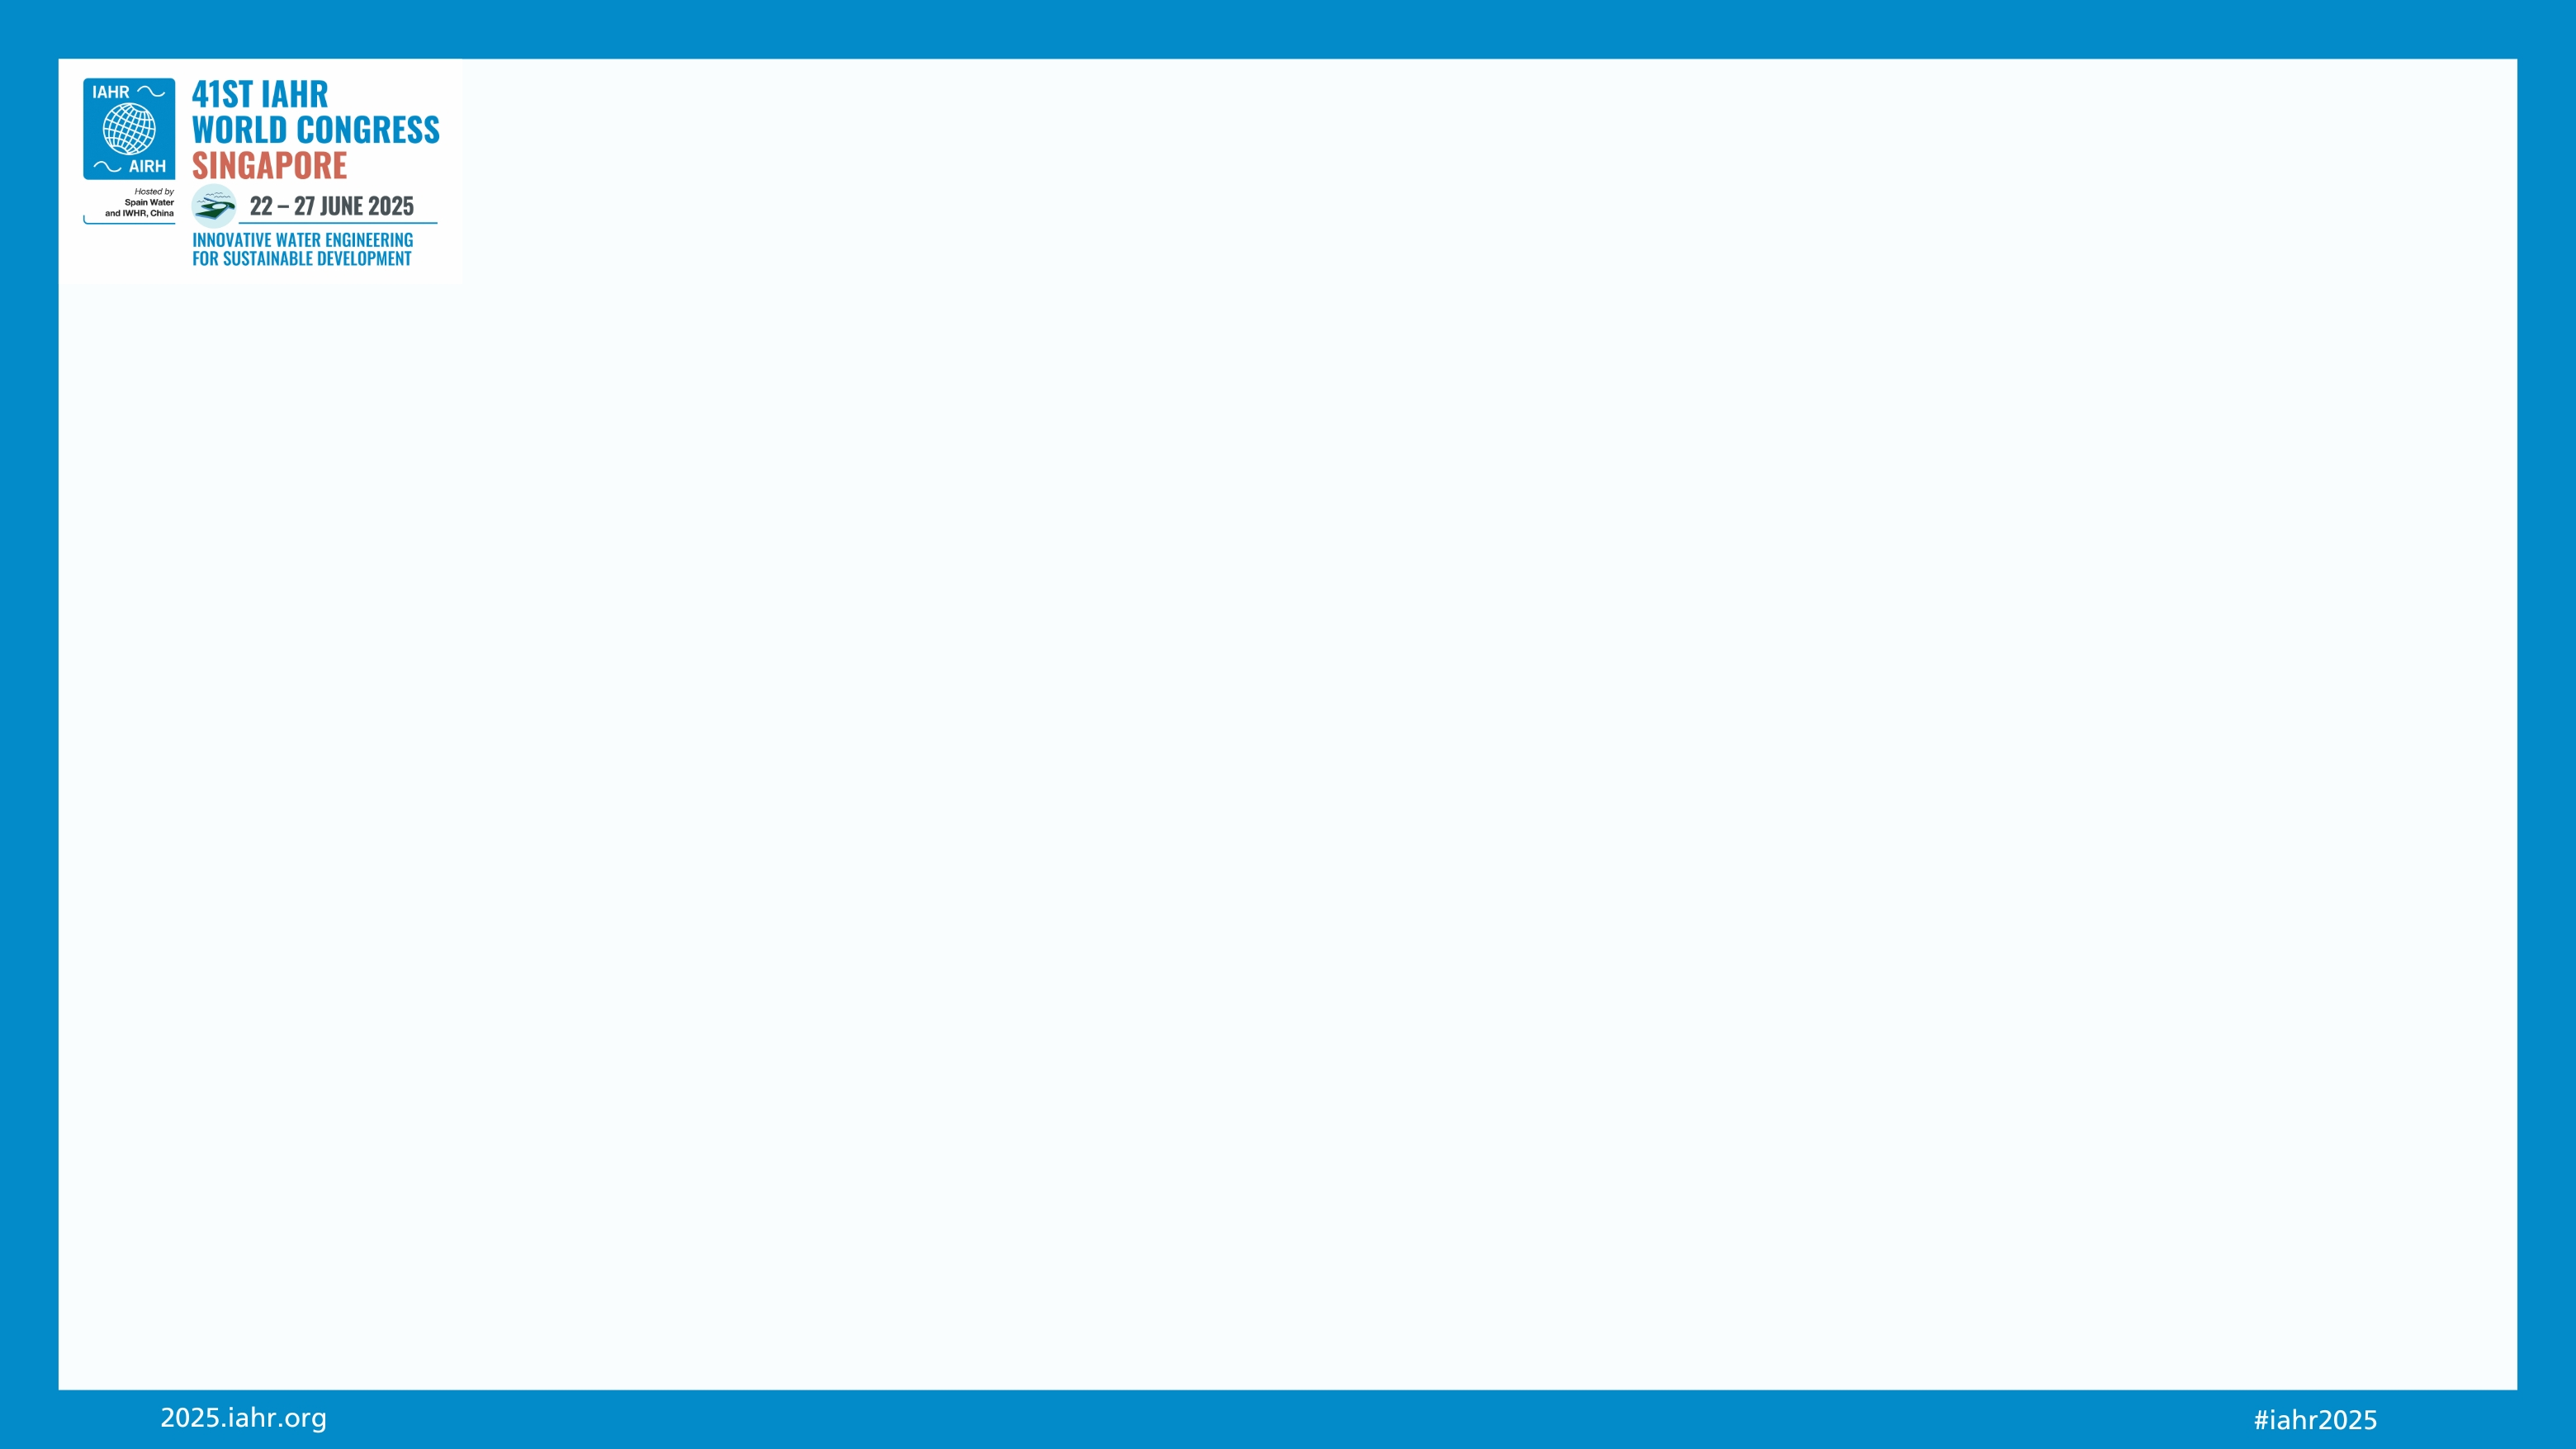 IAHR
AIRH
Hosted by
Spain Water
and IWHR, China
41ST IAHR
WORLD CONGRESS
SINGAPORE
22 – 27 JUNE 2025
INNOVATIVE WATER ENGINEERING
FOR SUSTAINABLE DEVELOPMENT
2025.iahr.org
#iahr2025